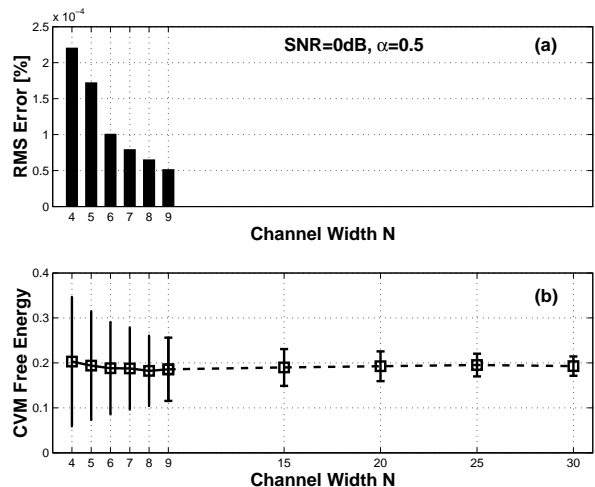 x 10⁻⁴
2.5
2
1.5
1
0.5
0
RMS Error [%]
SNR=0dB, α=0.5
(a)
4 5 6 7 8 9
Channel Width N
0.4
0.3
0.2
0.1
0
CVM Free Energy
(b)
4 5 6 7 8 9 15 20 25 30
Channel Width N